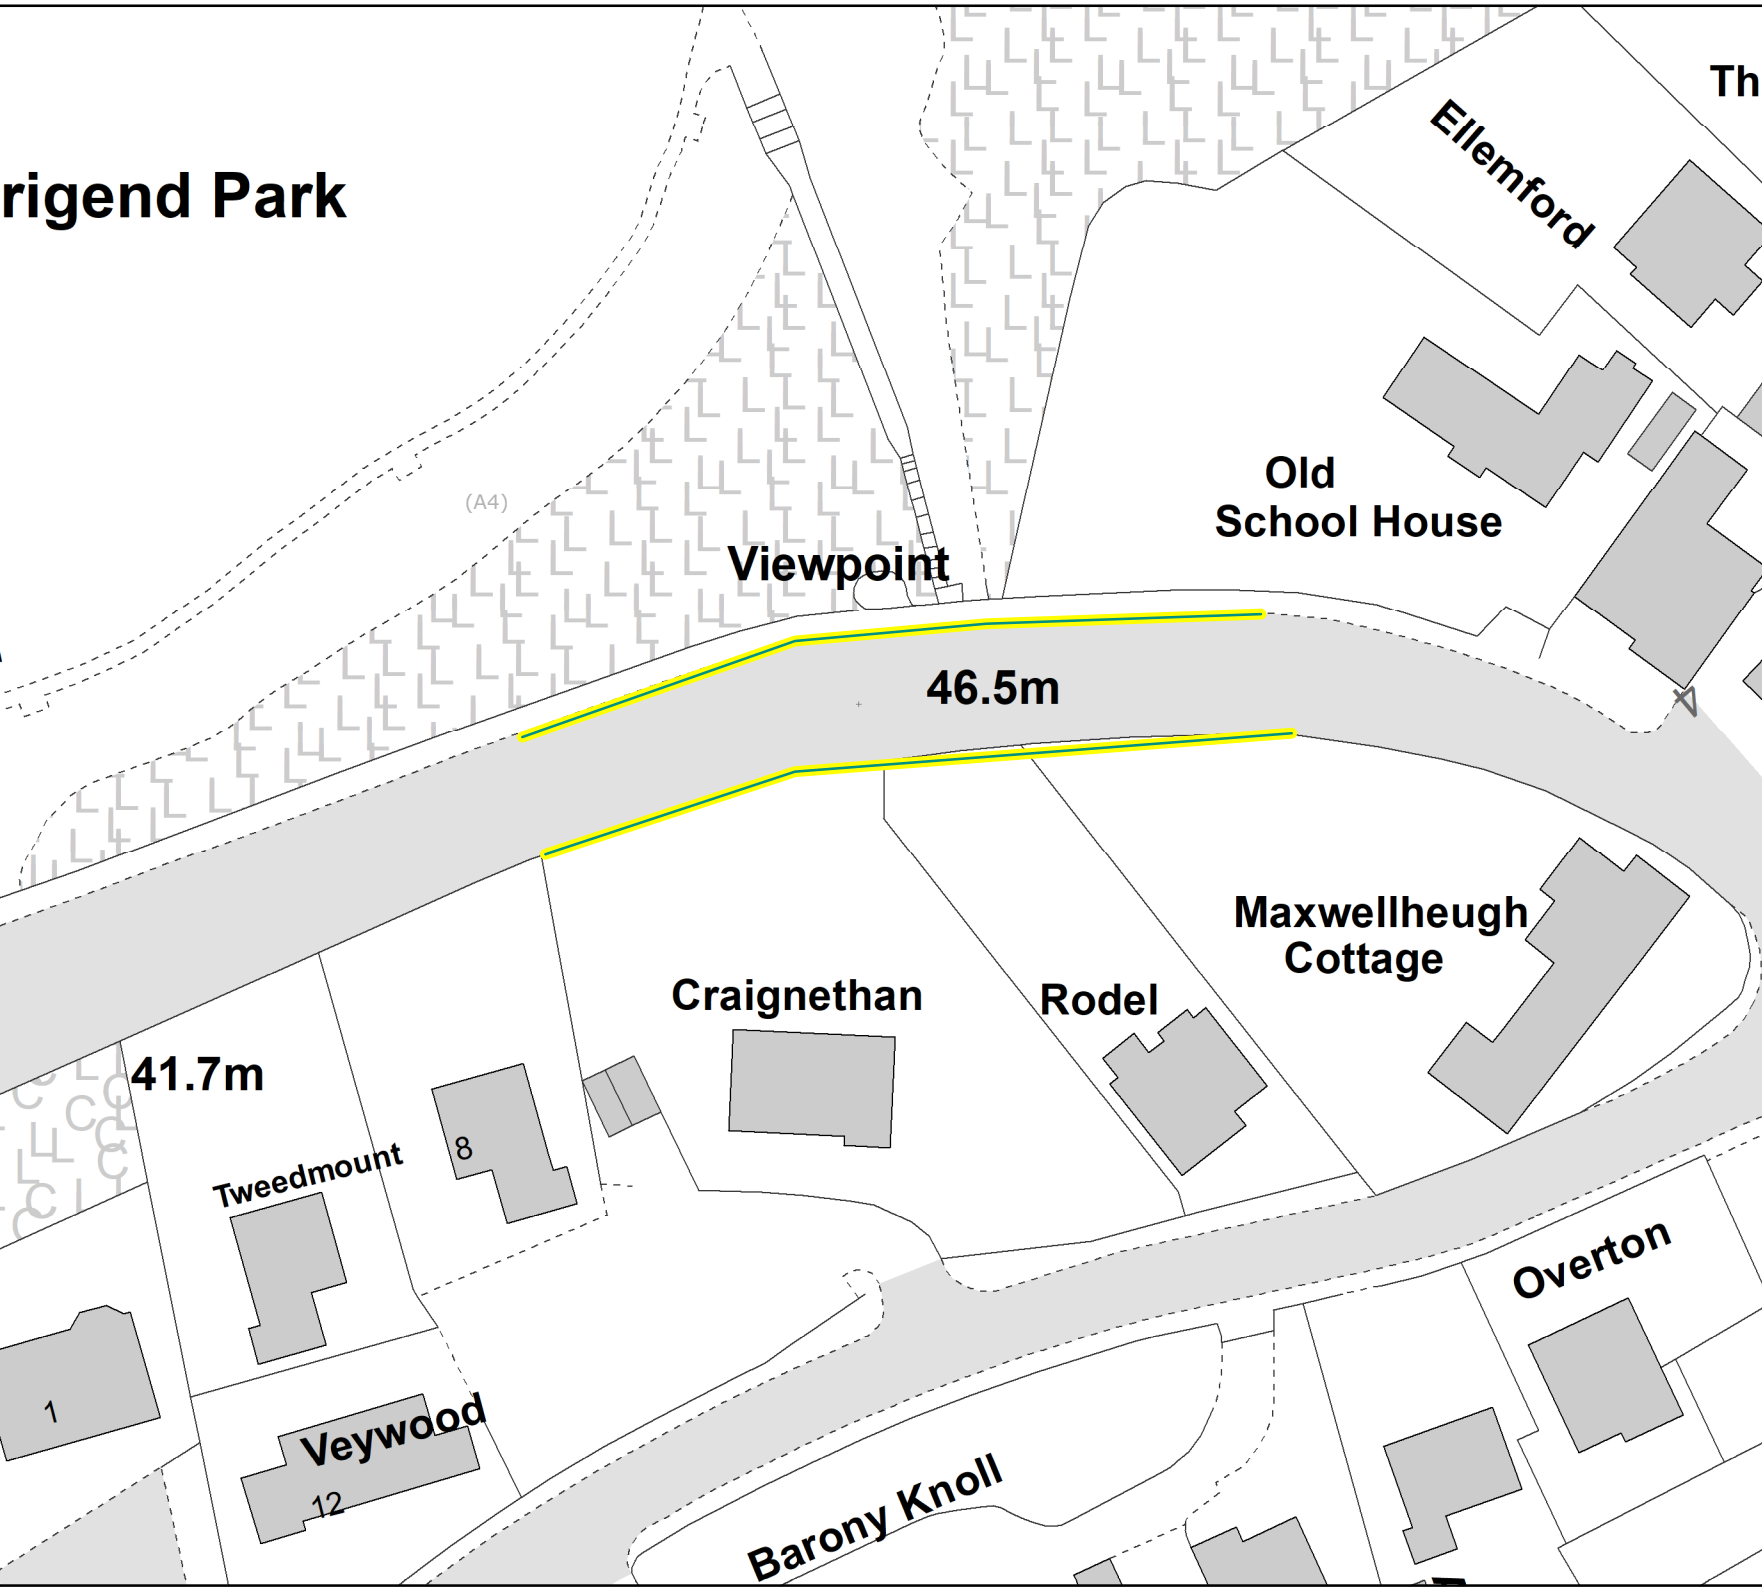 Th
Ellemford
rigend Park
Old
School House
(A4)
Viewpoint
46.5m
Maxwellheugh
Cottage
Craignethan
Rodel
41.7m
8
Tweedmount
Overton
1
Veywood
12
Barony Knoll